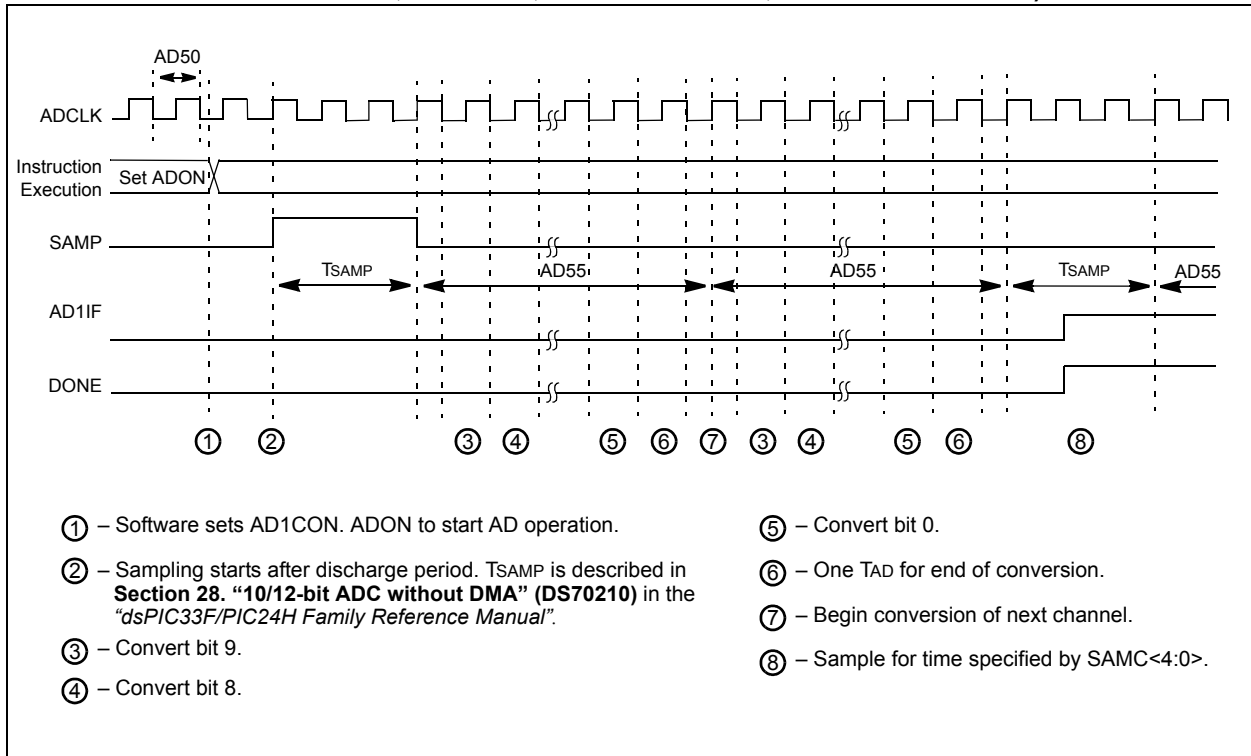 AD50
ADCLK
Instruction
Execution
Set ADON
SAMP
TSAMP
AD55
AD55
TSAMP
AD55
AD1IF
DONE
1 2 3 4 5 6 7 3 4 5 6 8
1 – Software sets AD1CON. ADON to start AD operation.
2 – Sampling starts after discharge period. TSAMP is described in
Section 28. “10/12-bit ADC without DMA” (DS70210) in the
“dsPIC33F/PIC24H Family Reference Manual”.
3 – Convert bit 9.
4 – Convert bit 8.
5 – Convert bit 0.
6 – One TAD for end of conversion.
7 – Begin conversion of next channel.
8 – Sample for time specified by SAMC<4:0>.